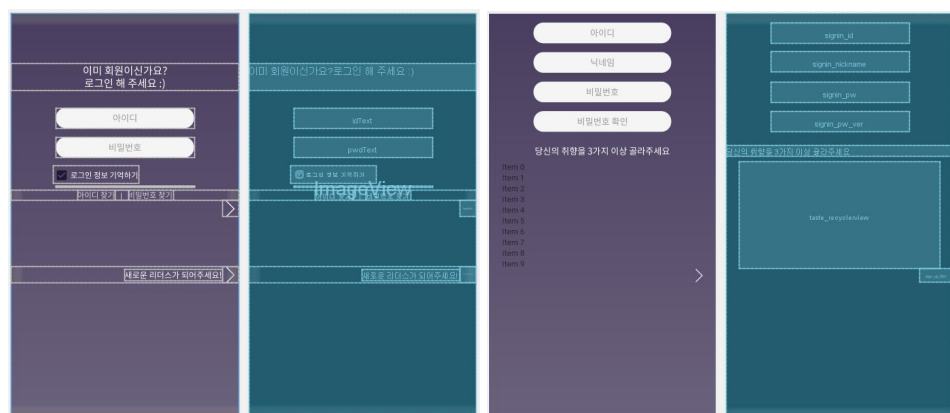 이미 회원이신가요?
로그인 해 주세요 :)
아이디
비밀번호
로그인 정보 기억하기
아이디 찾기 | 비밀번호 찾기
새로운 리더스가 되어주세요!
이미 회원이신가요?로그인 해 주세요 :)
idText
pwdText
로그인 정보 기억하기
ImageView
새로운 리더스가 되어주세요!
아이디
닉네임
비밀번호
비밀번호 확인
당신의 취향을 3가지 이상 골라주세요
Item 0
Item 1
Item 2
Item 3
Item 4
Item 5
Item 6
Item 7
Item 8
Item 9
signin_id
signin_nickname
signin_pw
signin_pw_ver
당신의 취향을 3가지 이상 골라주세요
taste_recyclerview